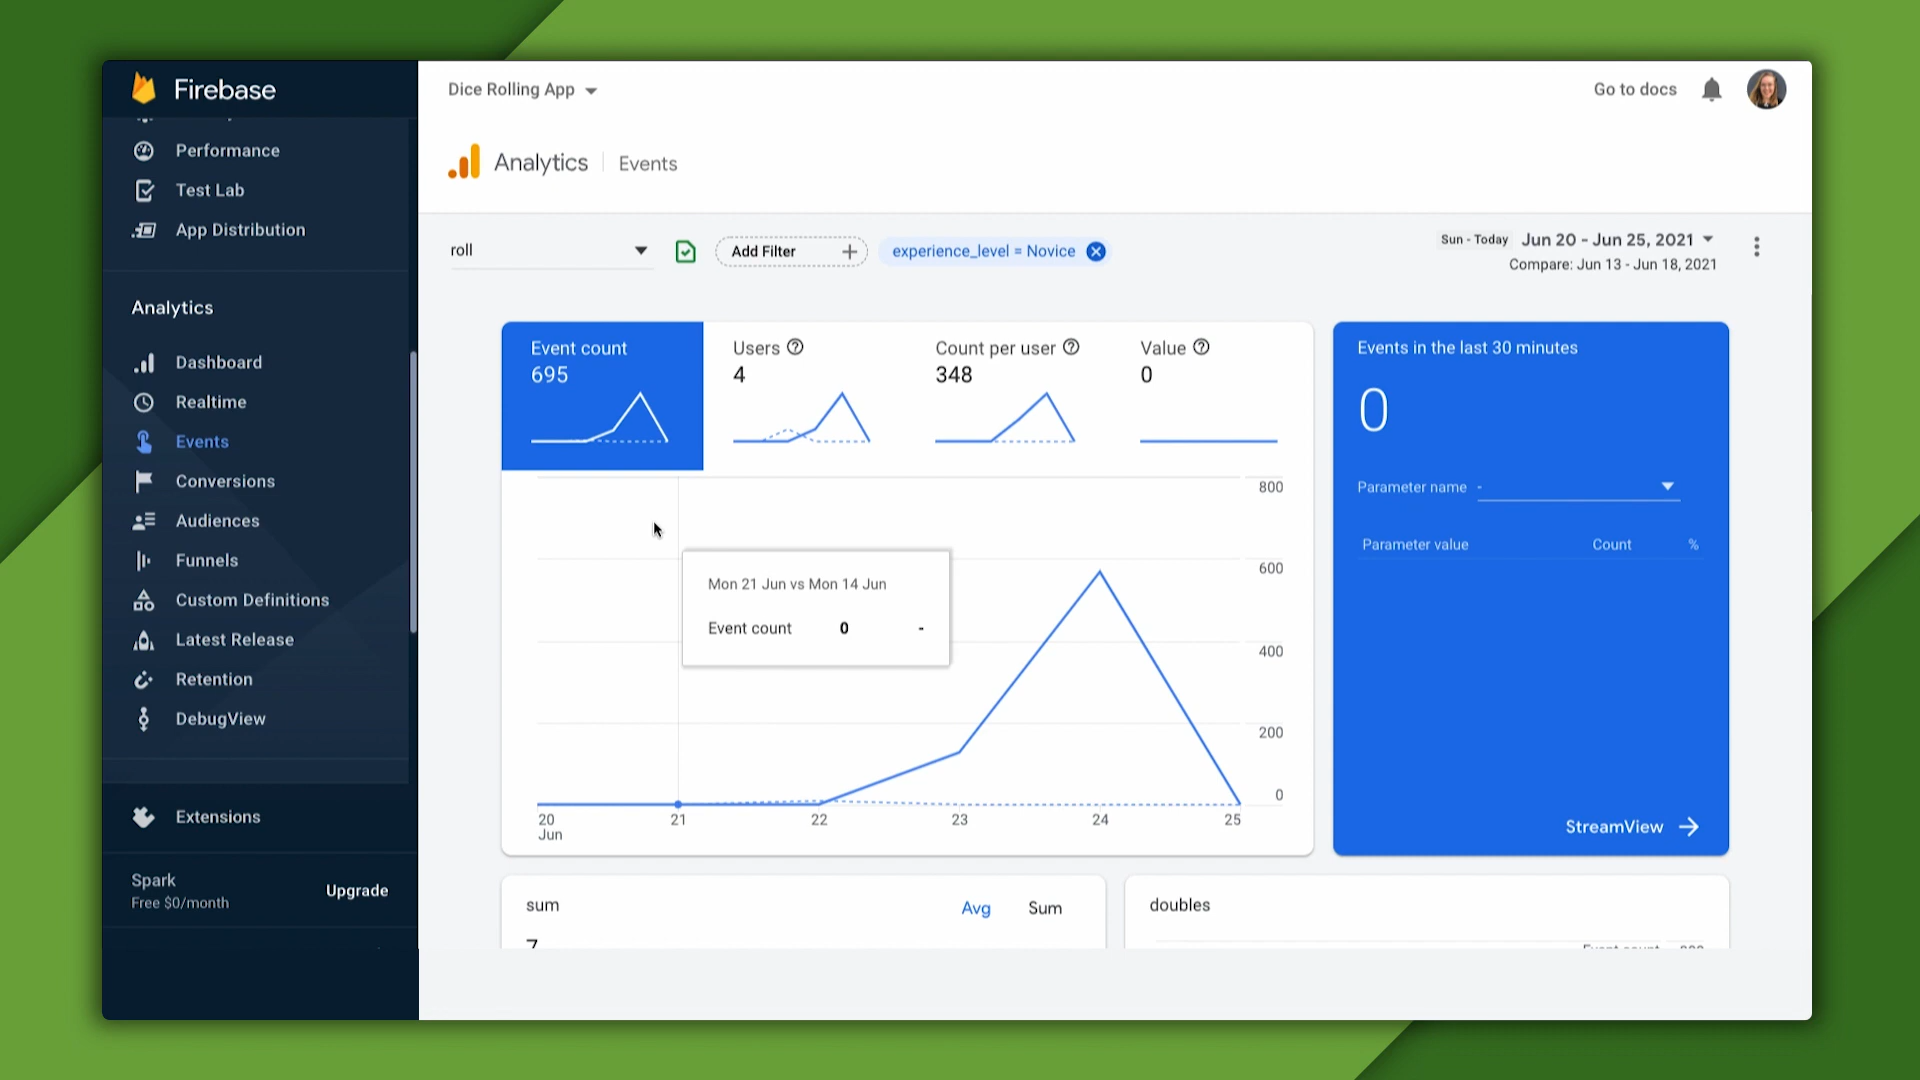 Firebase
Performance
Test Lab
App Distribution
Analytics
Dashboard
Realtime
Events
Conversions
Audiences
Funnels
Custom Definitions
Latest Release
Retention
DebugView
Extensions
Spark
Free $0/month
Upgrade
Dice Rolling App
Go to docs
Analytics
Events
roll
Add Filter
experience_level = Novice
Sun - Today Jun 20 - Jun 25, 2021
Compare: Jun 13 - Jun 18, 2021
Event count
695
Users
4
Count per user
348
Value
0
800
600
400
200
0
Mon 21 Jun vs Mon 14 Jun
Event count 0 -
20 21 22 23 24 25
Jun
Events in the last 30 minutes
0
Parameter name -
Parameter value Count %
StreamView
sum Avg Sum
7
doubles
Event count